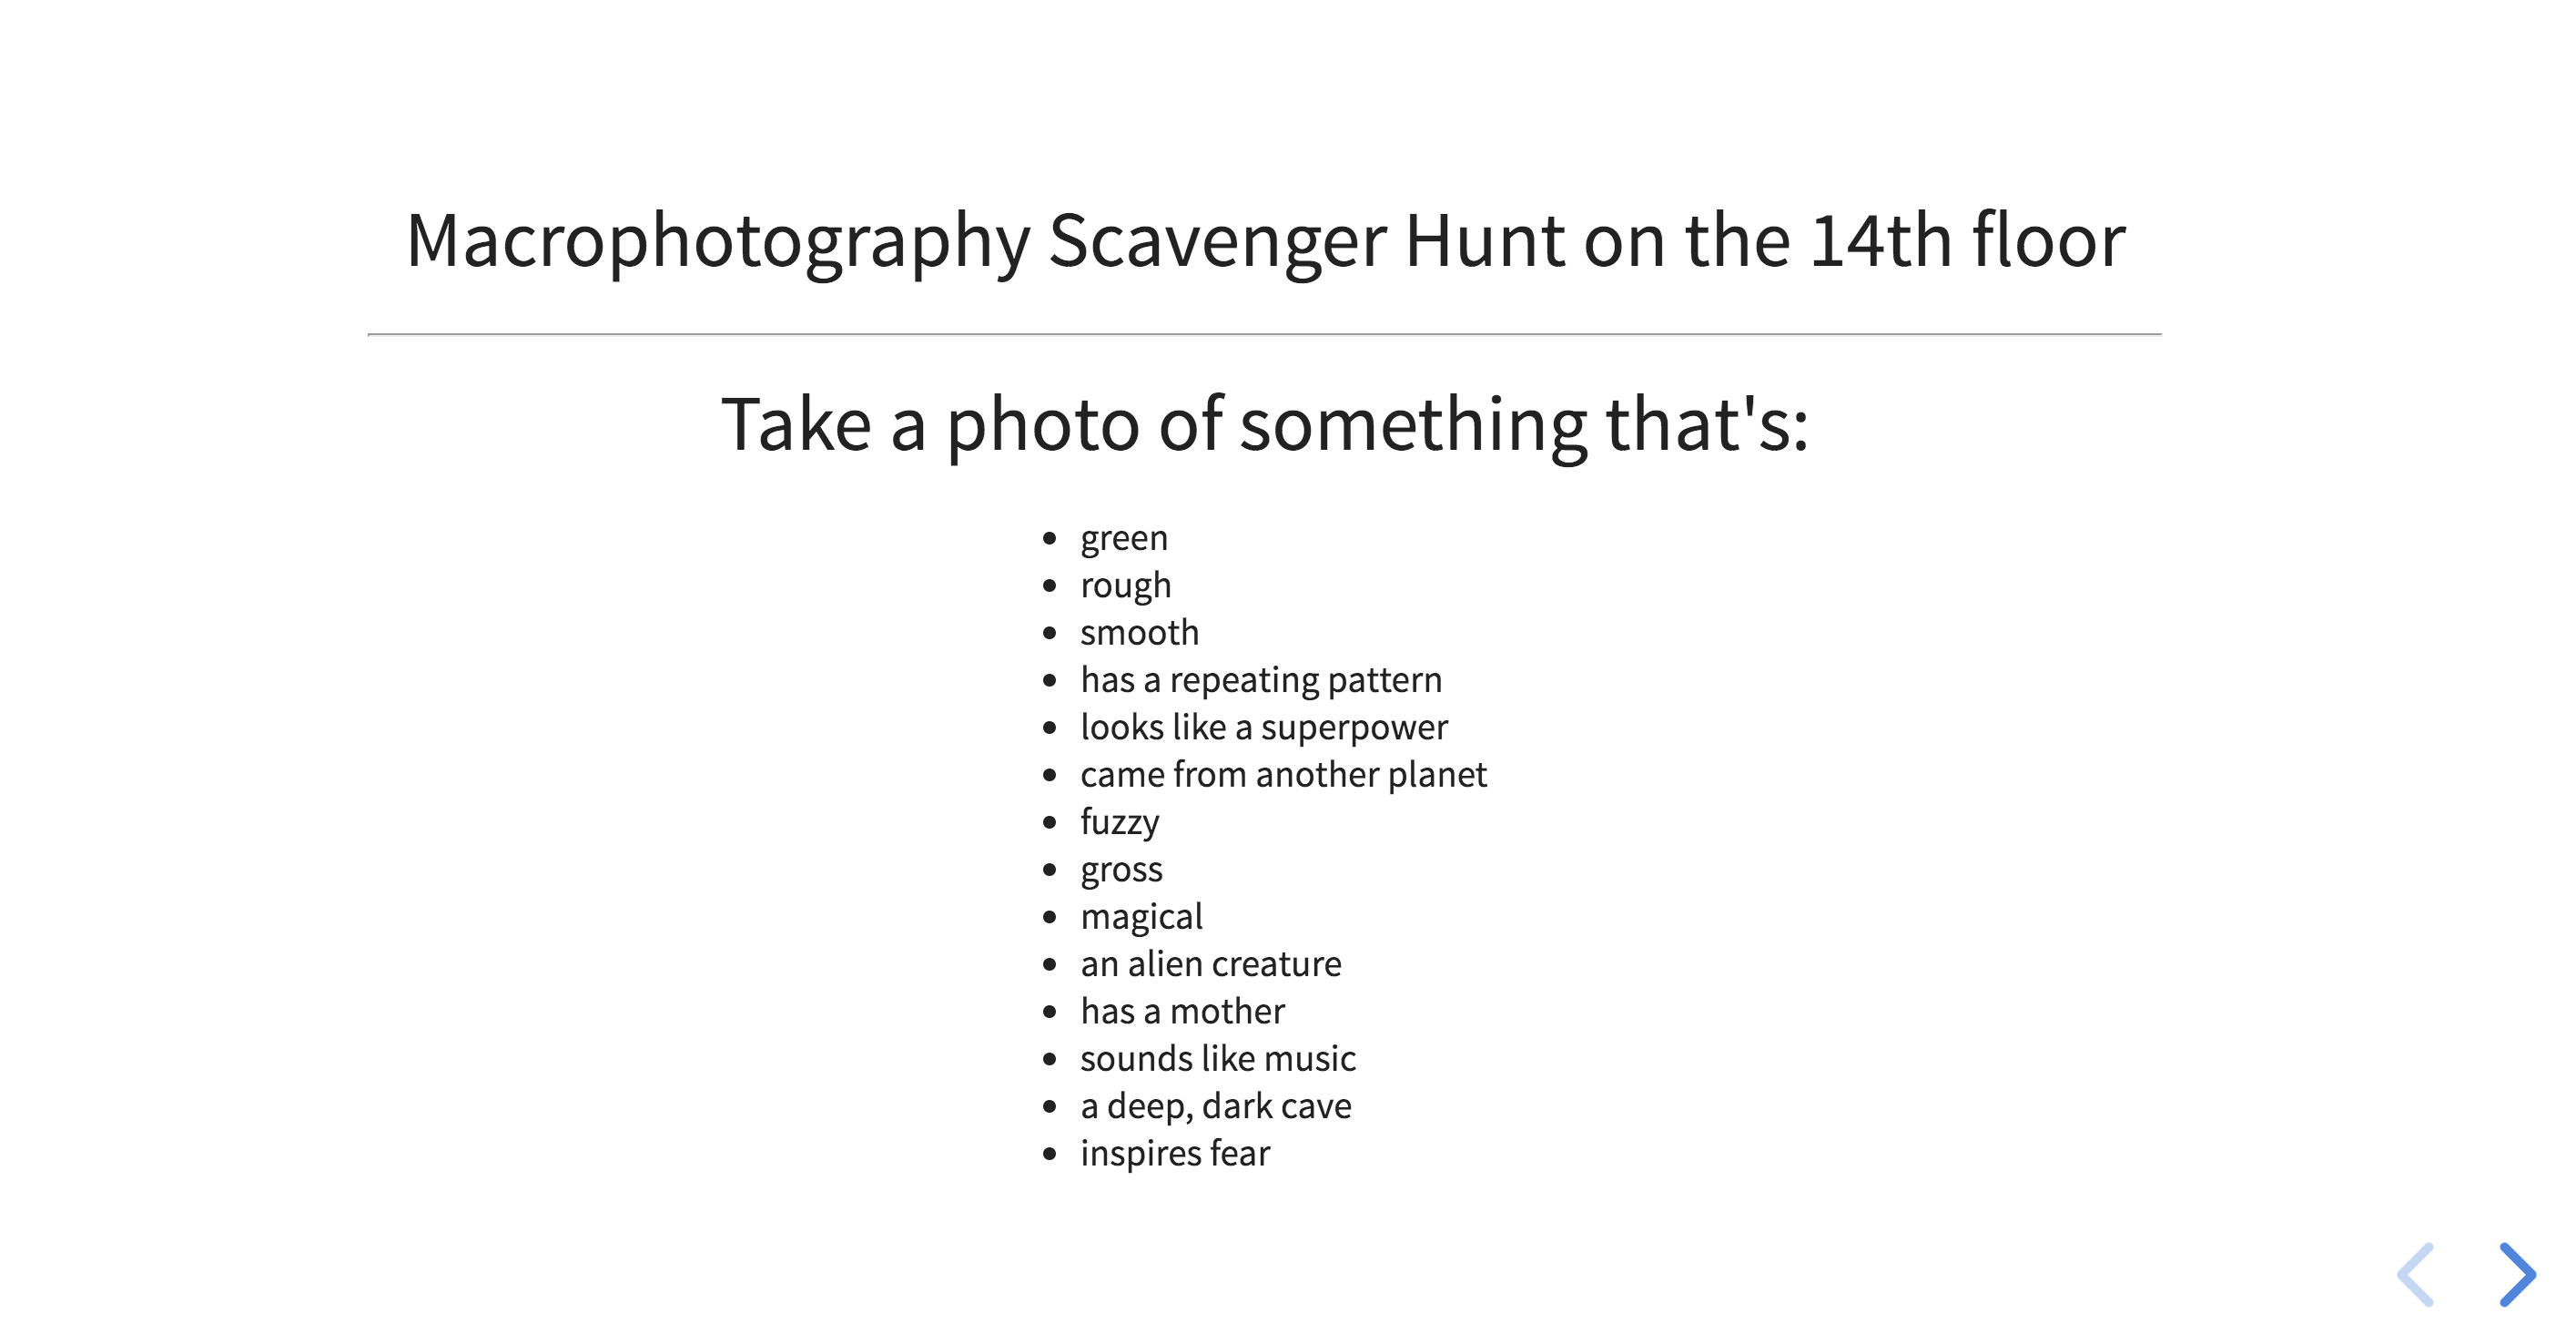 Macrophotography Scavenger Hunt on the 14th floor
Take a photo of something that's:
green
rough
smooth
has a repeating pattern
looks like a superpower
came from another planet
fuzzy
gross
magical
an alien creature
has a mother
sounds like music
a deep, dark cave
inspires fear